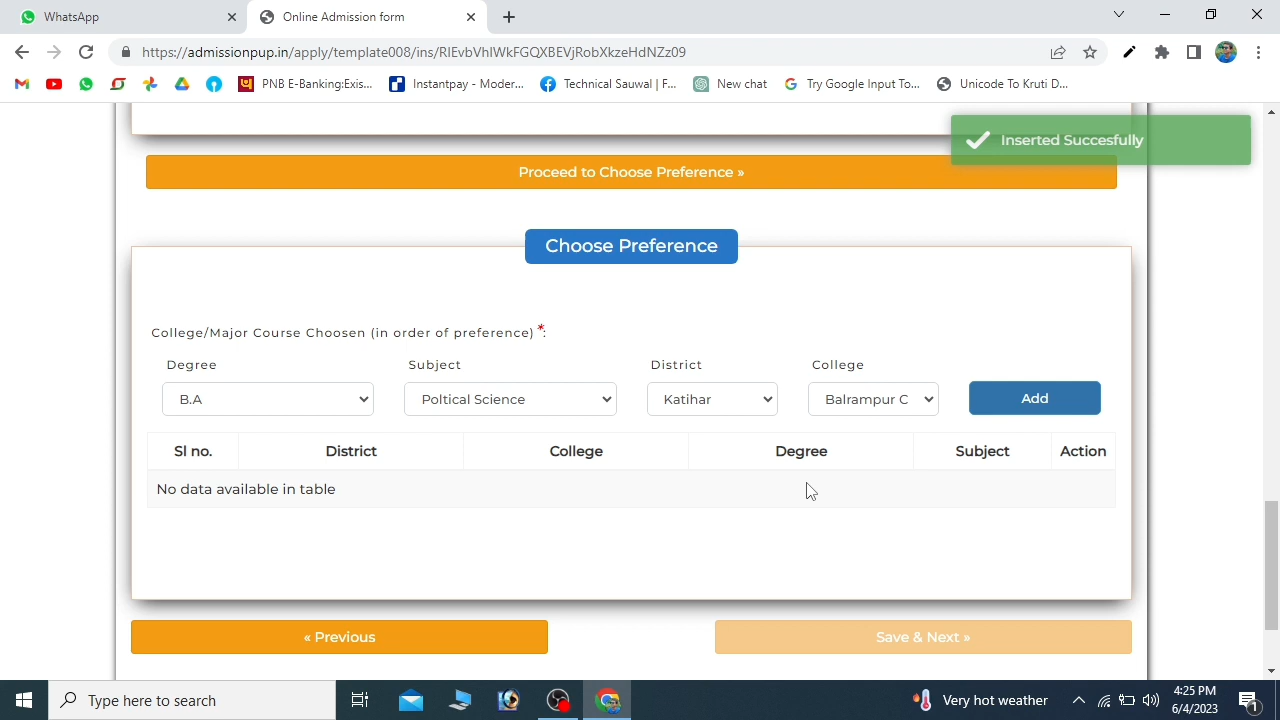 WhatsApp
Online Admission form
https://admissionpup.in/apply/template008/ins/RIEvbVhIWkFGQXBEVjRobXkzeHdNZz09
PNB E-Banking:Exis...
Instantpay - Moder...
Technical Sauwal | F...
New chat
Try Google Input To...
Unicode To Kruti D...
Inserted Succesfully
Proceed to Choose Preference »
Choose Preference
College/Major Course Choosen (in order of preference) *:
Degree Subject District College
B.A Poltical Science Katihar Balrampur C Add
Sl no. District College Degree Subject Action
No data available in table
« Previous Save & Next »
Type here to search
Very hot weather
4:25 PM
6/4/2023
1